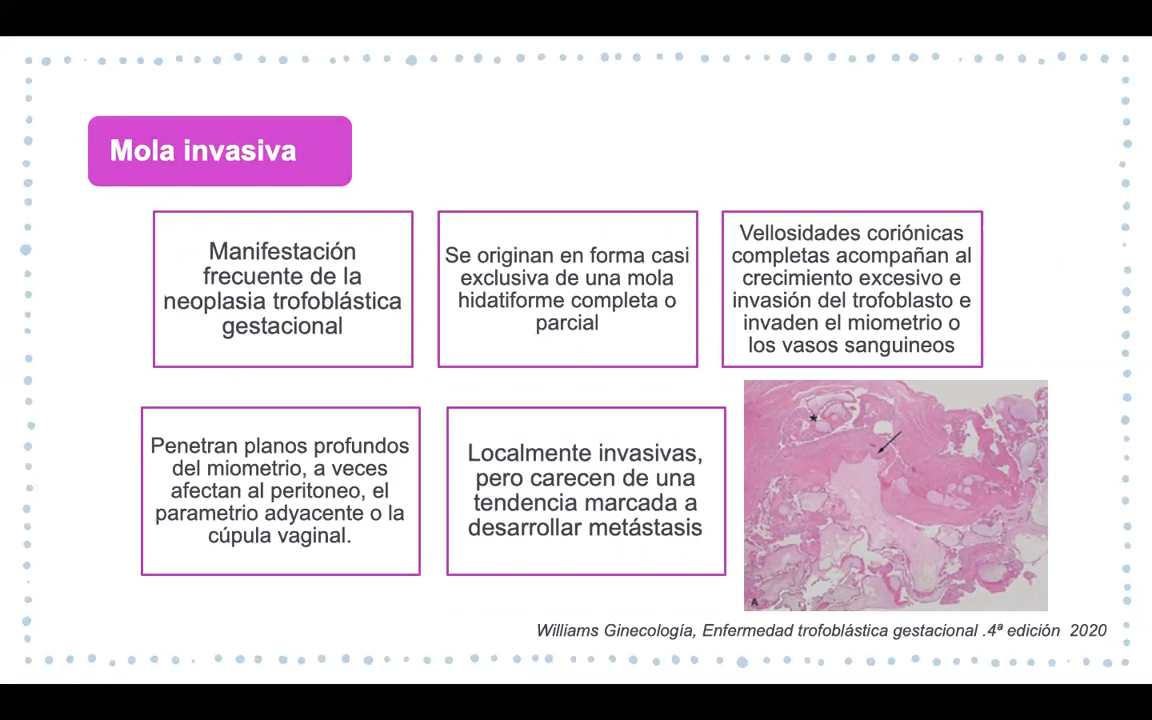 Mola invasiva
Manifestación
frecuente de la
neoplasia trofoblástica
gestacional
Se originan en forma casi
exclusiva de una mola
hidatiforme completa o
parcial
Vellosidades coriónicas
completas acompañan al
crecimiento excesivo e
invasión del trofoblasto e
invaden el miometrio o
los vasos sanguineos
Penetran planos profundos
del miometrio, a veces
afectan al peritoneo, el
parametrio adyacente o la
cúpula vaginal.
Localmente invasivas,
pero carecen de una
tendencia marcada a
desarrollar metástasis
*
A
Williams Ginecología, Enfermedad trofoblástica gestacional .4ª edición 2020